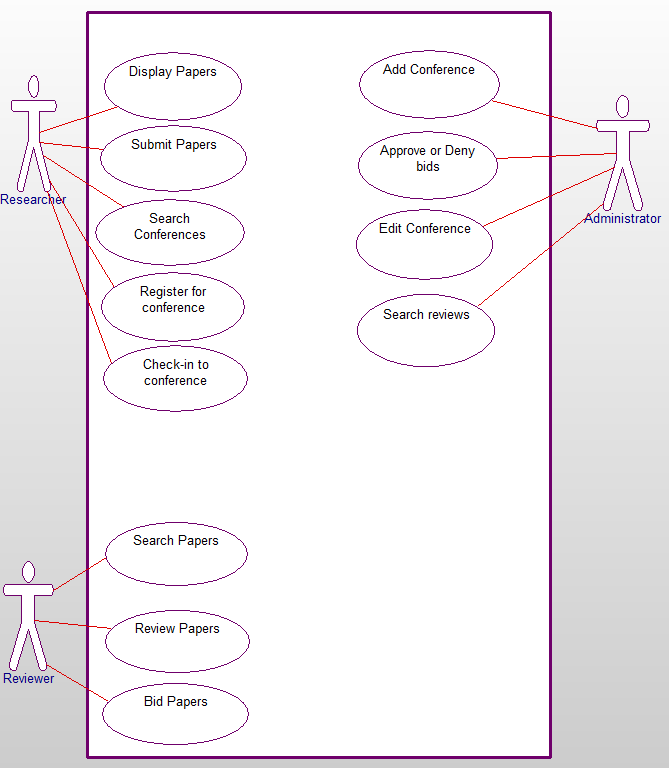 Display Papers
Submit Papers
Search
Conferences
Register for
conference
Check-in to
conference
Researcher
Add Conference
Approve or Deny
bids
Edit Conference
Search reviews
Administrator
Search Papers
Review Papers
Bid Papers
Reviewer